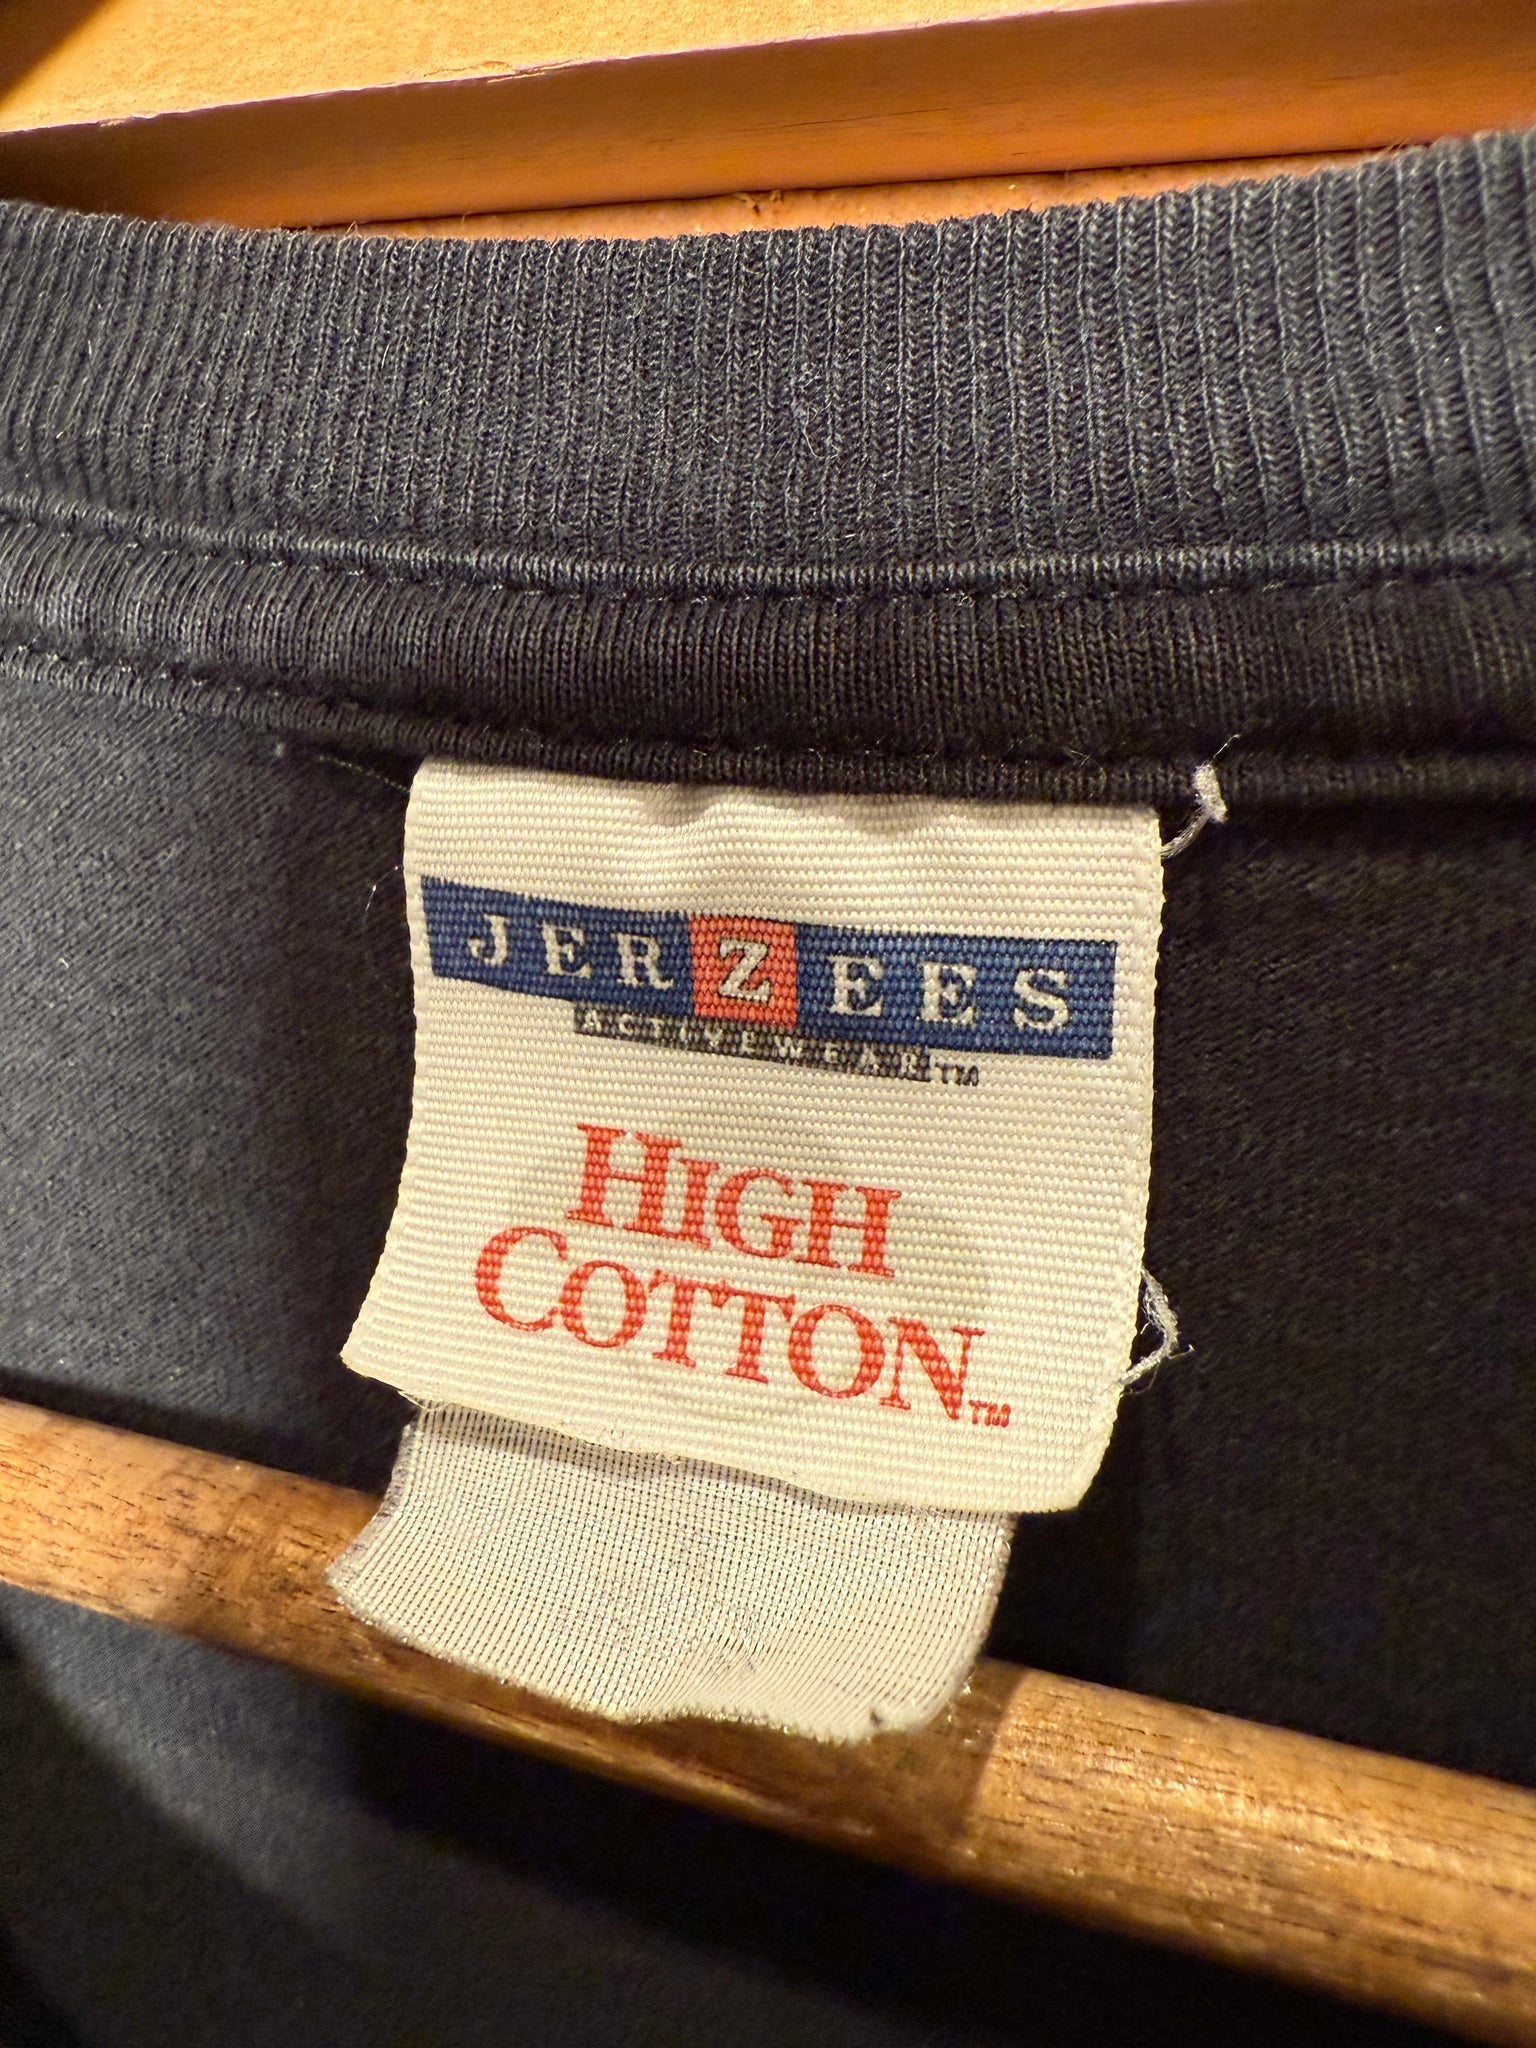 JERZEES
ACTIVEWEAR™
HIGH
COTTON™